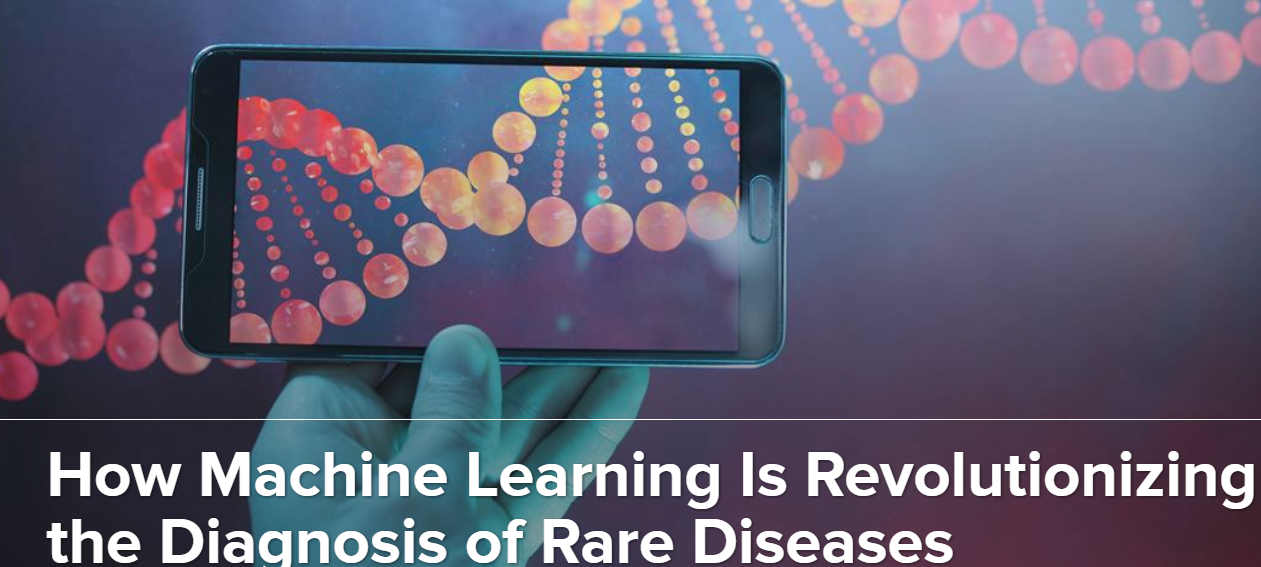 How Machine Learning Is Revolutionizing
the Diagnosis of Rare Diseases